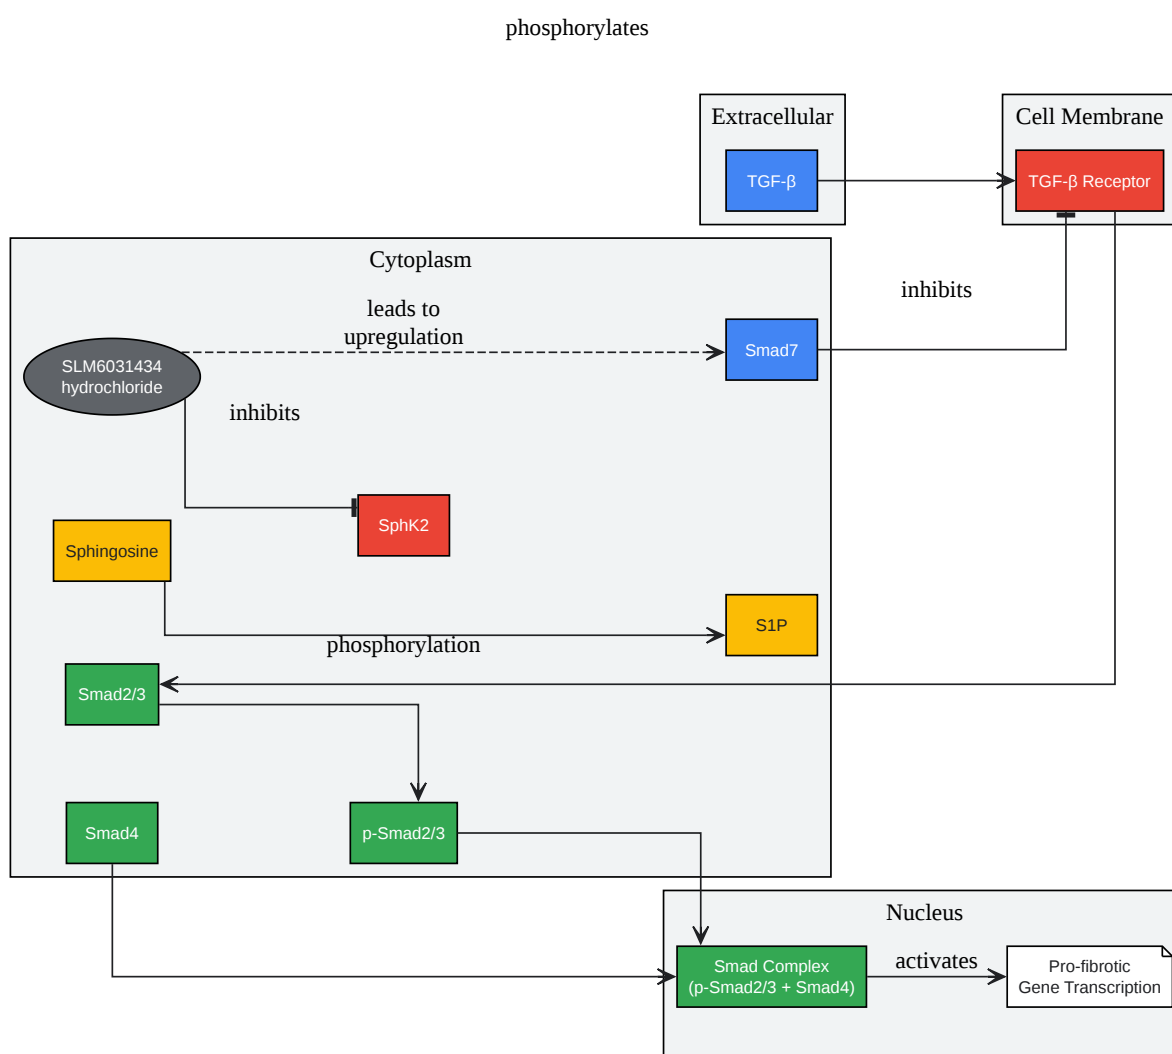 phosphorylates
Extracellular
Cell Membrane
TGF-β
TGF-β Receptor
Cytoplasm
inhibits
leads to
upregulation
Smad7
SLM6031434
hydrochloride
inhibits
SphK2
Sphingosine
S1P
phosphorylation
Smad2/3
Smad4
p-Smad2/3
Nucleus
Smad Complex
(p-Smad2/3 + Smad4)
activates
Pro-fibrotic
Gene Transcription